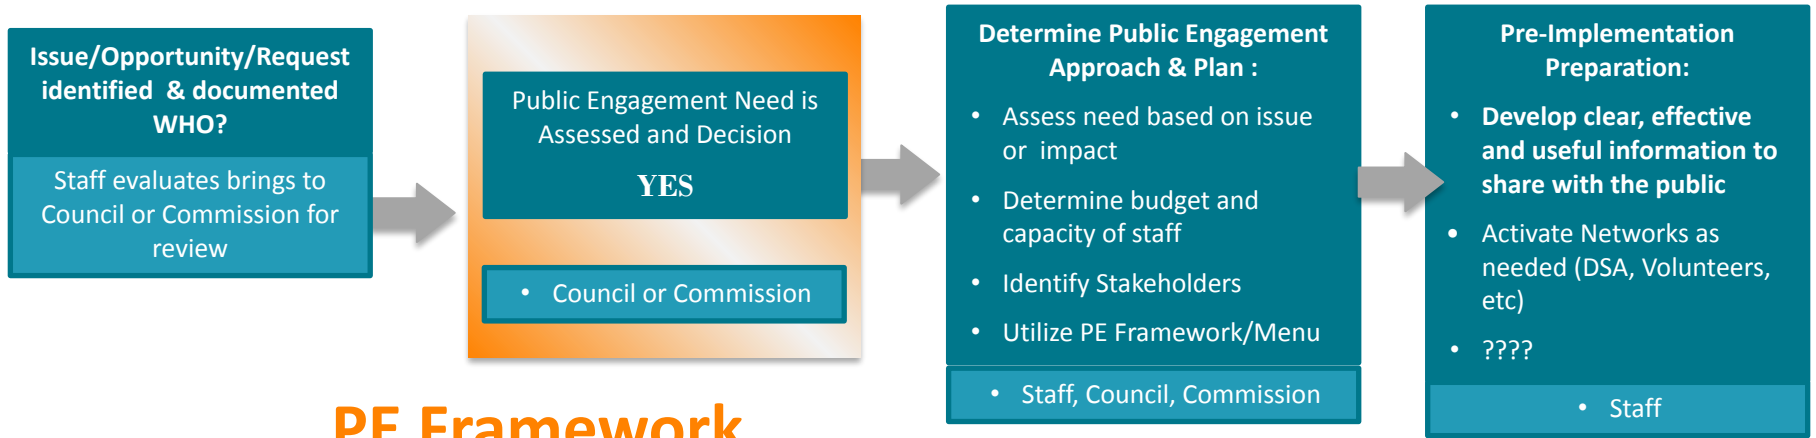 Issue/Opportunity/Request
identified & documented
WHO?
Staff evaluates brings to
Council or Commission for
review
Public Engagement Need is
Assessed and Decision
YES
• Council or Commission
Determine Public Engagement
Approach & Plan :
• Assess need based on issue
or impact
• Determine budget and
capacity of staff
• Identify Stakeholders
• Utilize PE Framework/Menu
• Staff, Council, Commission
Pre-Implementation
Preparation:
• Develop clear, effective
and useful information to
share with the public
• Activate Networks as
needed (DSA, Volunteers,
etc)
• ????
• Staff
PE Framework